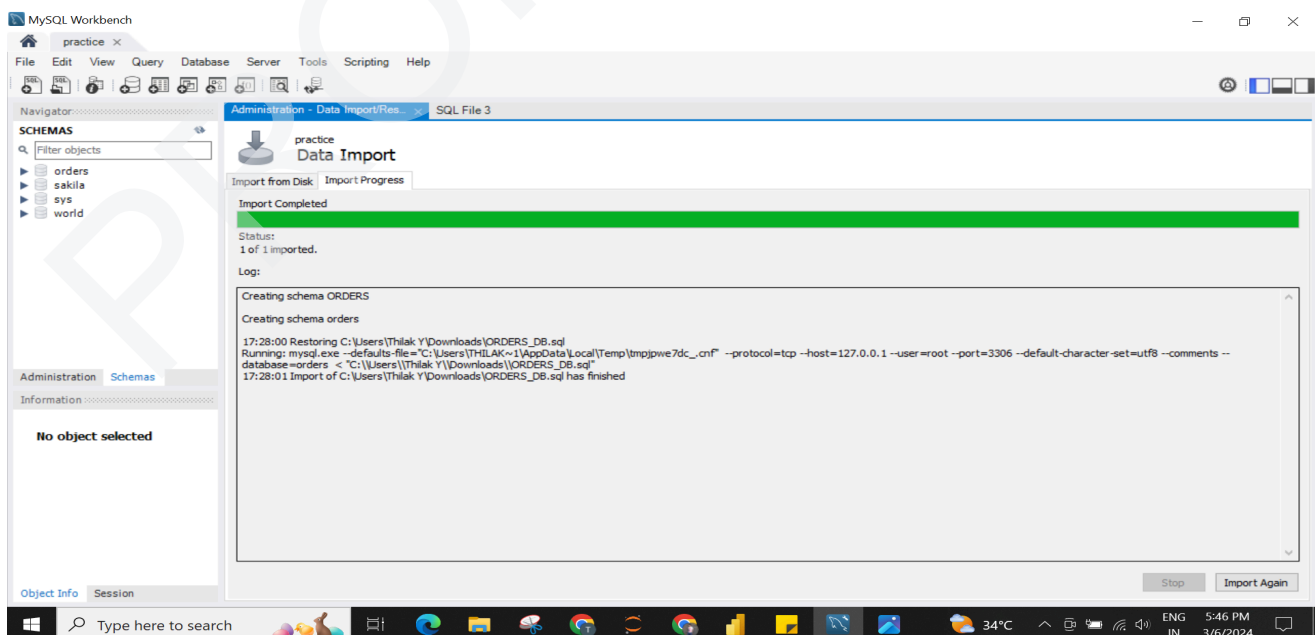 MySQL Workbench
practice
File Edit View Query Database Server Tools Scripting Help
Navigator
SCHEMAS
Filter objects
orders
sakila
sys
world
Administration Schemas
Information
No object selected
Object Info Session
Administration - Data Import/Res... SQL File 3
practice
Data Import
Import from Disk Import Progress
Import Completed
Status:
1 of 1 imported.
Log:
Creating schema ORDERS
Creating schema orders
17:28:00 Restoring C:\Users\Thilak Y\Downloads\ORDERS_DB.sql
Running: mysql.exe --defaults-file="C:\Users\THILAK~1\AppData\Local\Temp\tmpjpwe7dc_.cnf" --protocol=tcp --host=127.0.0.1 --user=root --port=3306 --default-character-set=utf8 --comments --
database=orders < "C:\\Users\\Thilak Y\\Downloads\\ORDERS_DB.sql"
17:28:01 Import of C:\Users\Thilak Y\Downloads\ORDERS_DB.sql has finished
Stop Import Again
Type here to search
34°C
ENG
IN
5:46 PM
3/6/2024